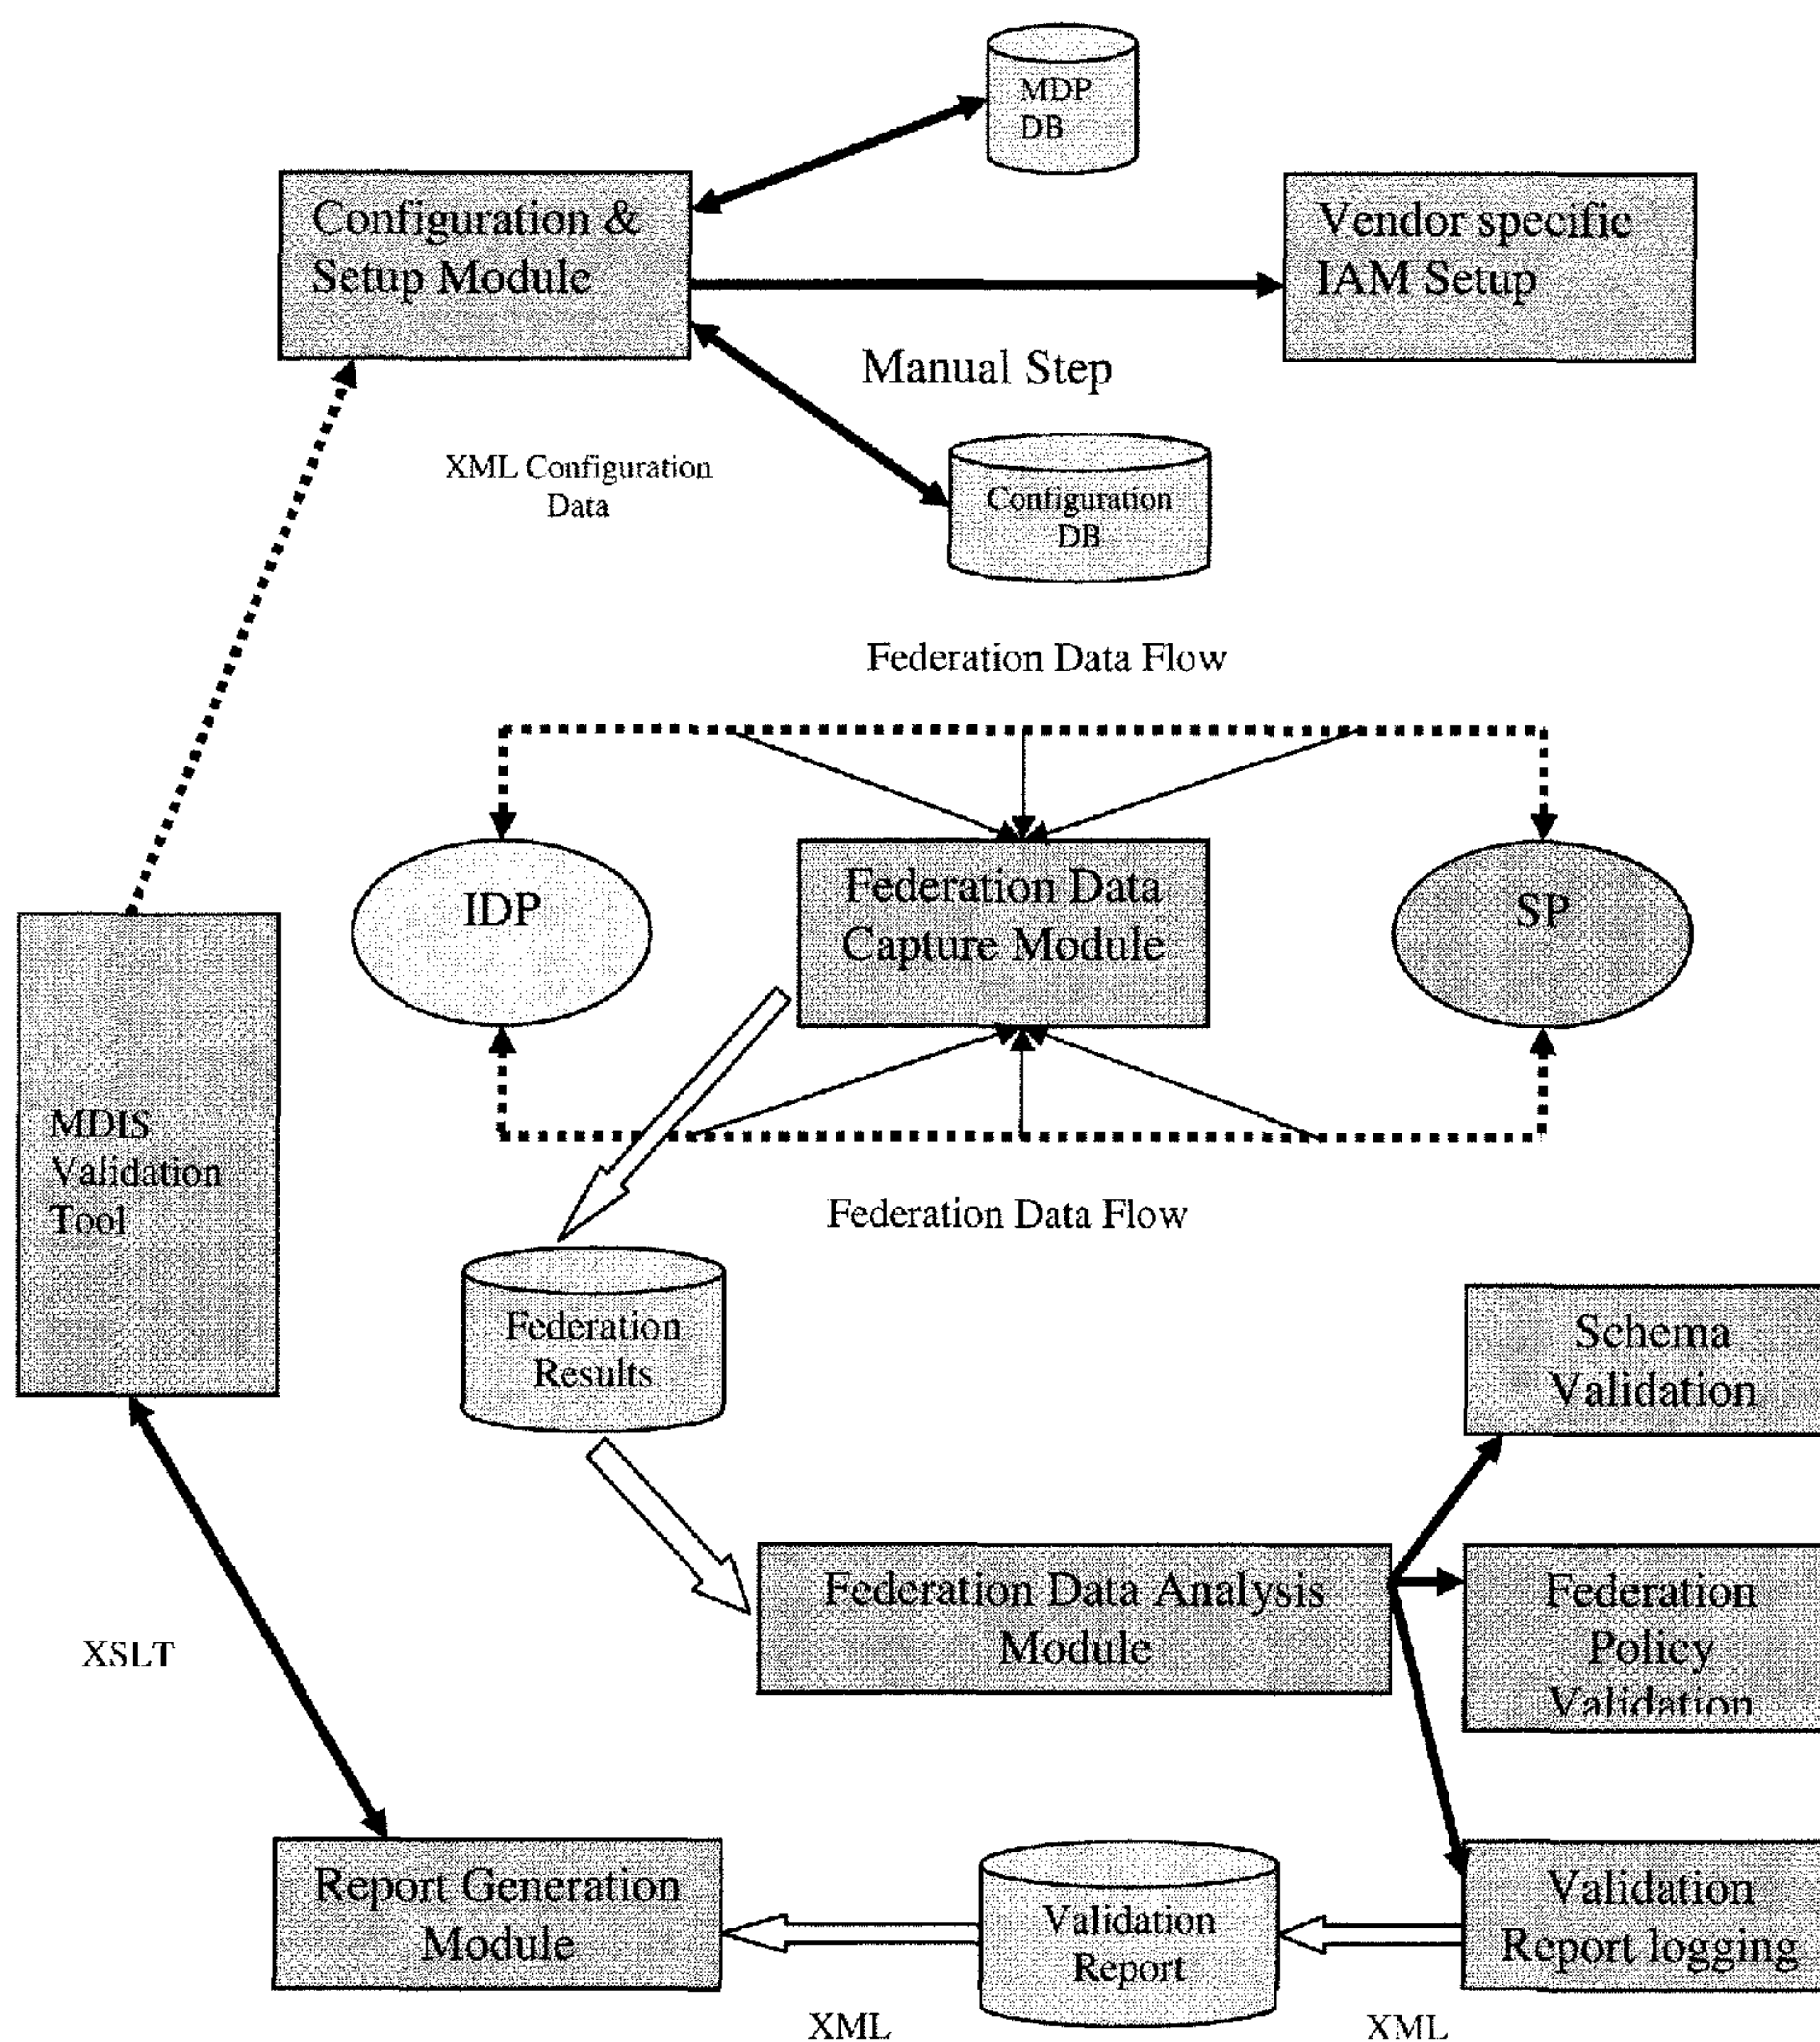 MDP
DB
Configuration &
Setup Module
Vendor specific
IAM Setup
Manual Step
XML Configuration
Data
Configuration
DB
Federation Data Flow
IDP
Federation Data
Capture Module
SP
MDIS
Validation
Tool
Federation Data Flow
Federation
Results
Schema
Validation
Federation Data Analysis
Module
Federation
Policy
Validation
XSLT
Report Generation
Module
Validation
Report
Validation
Report logging
XML
XML